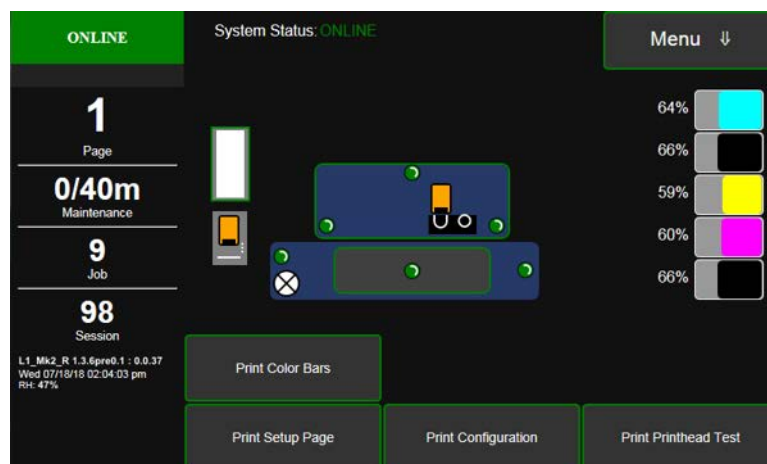 ONLINE
System Status: ONLINE
Menu ⇓
1
Page
0/40m
Maintenance
9
Job
98
Session
L1_Mk2_R 1.3.6pre0.1 : 0.0.37
Wed 07/18/18 02:04:03 pm
RH: 47%
64%
66%
59%
60%
66%
Print Color Bars
Print Setup Page
Print Configuration
Print Printhead Test